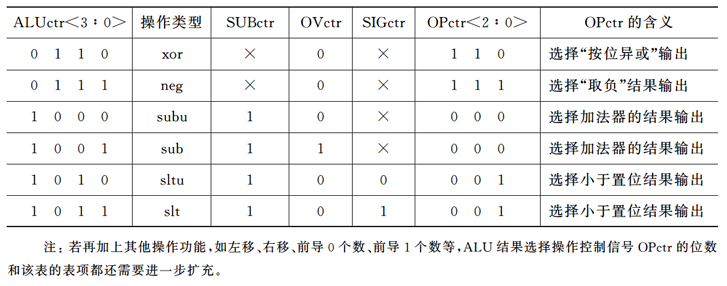 ALUctr＜3：0＞ 操作类型 SUBctr OVctr SIGctr OPctr＜2：0＞ OPctr 的含义
0 1 1 0 xor × 0 × 1 1 0 选择“按位异或”输出
0 1 1 1 neg × 0 × 1 1 1 选择“取负”结果输出
1 0 0 0 subu 1 0 × 0 0 0 选择加法器的结果输出
1 0 0 1 sub 1 1 × 0 0 0 选择加法器的结果输出
1 0 1 0 sltu 1 0 0 0 0 1 选择小于置位结果输出
1 0 1 1 slt 1 0 1 0 0 1 选择小于置位结果输出
注：若再加上其他操作功能，如左移、右移、前导 0 个数、前导 1 个数等，ALU 结果选择操作控制信号 OPctr 的位数
和该表的表项都还需要进一步扩充。